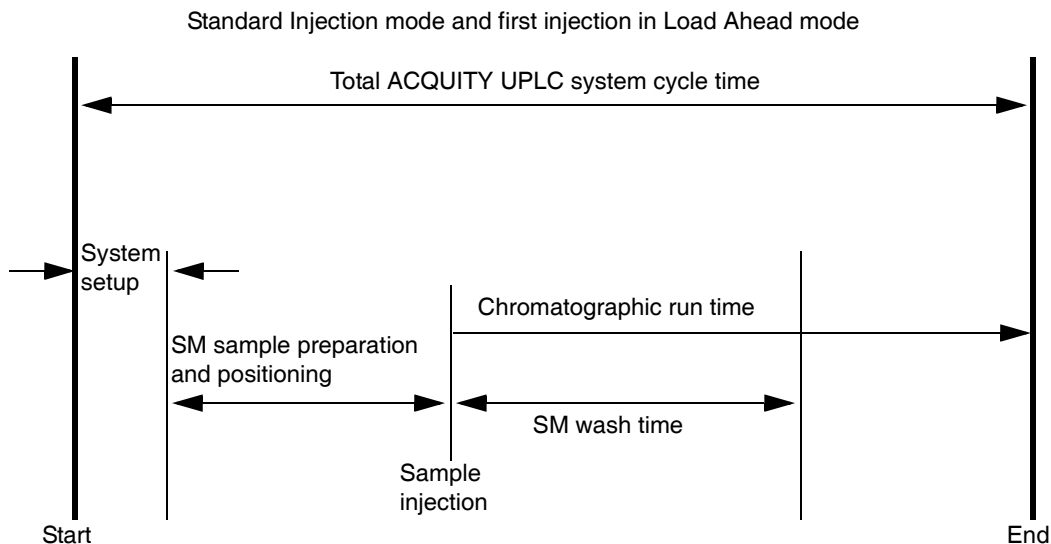 Standard Injection mode and first injection in Load Ahead mode
Total ACQUITY UPLC system cycle time
System
setup
Chromatographic run time
SM sample preparation
and positioning
SM wash time
Sample
injection
Start
End